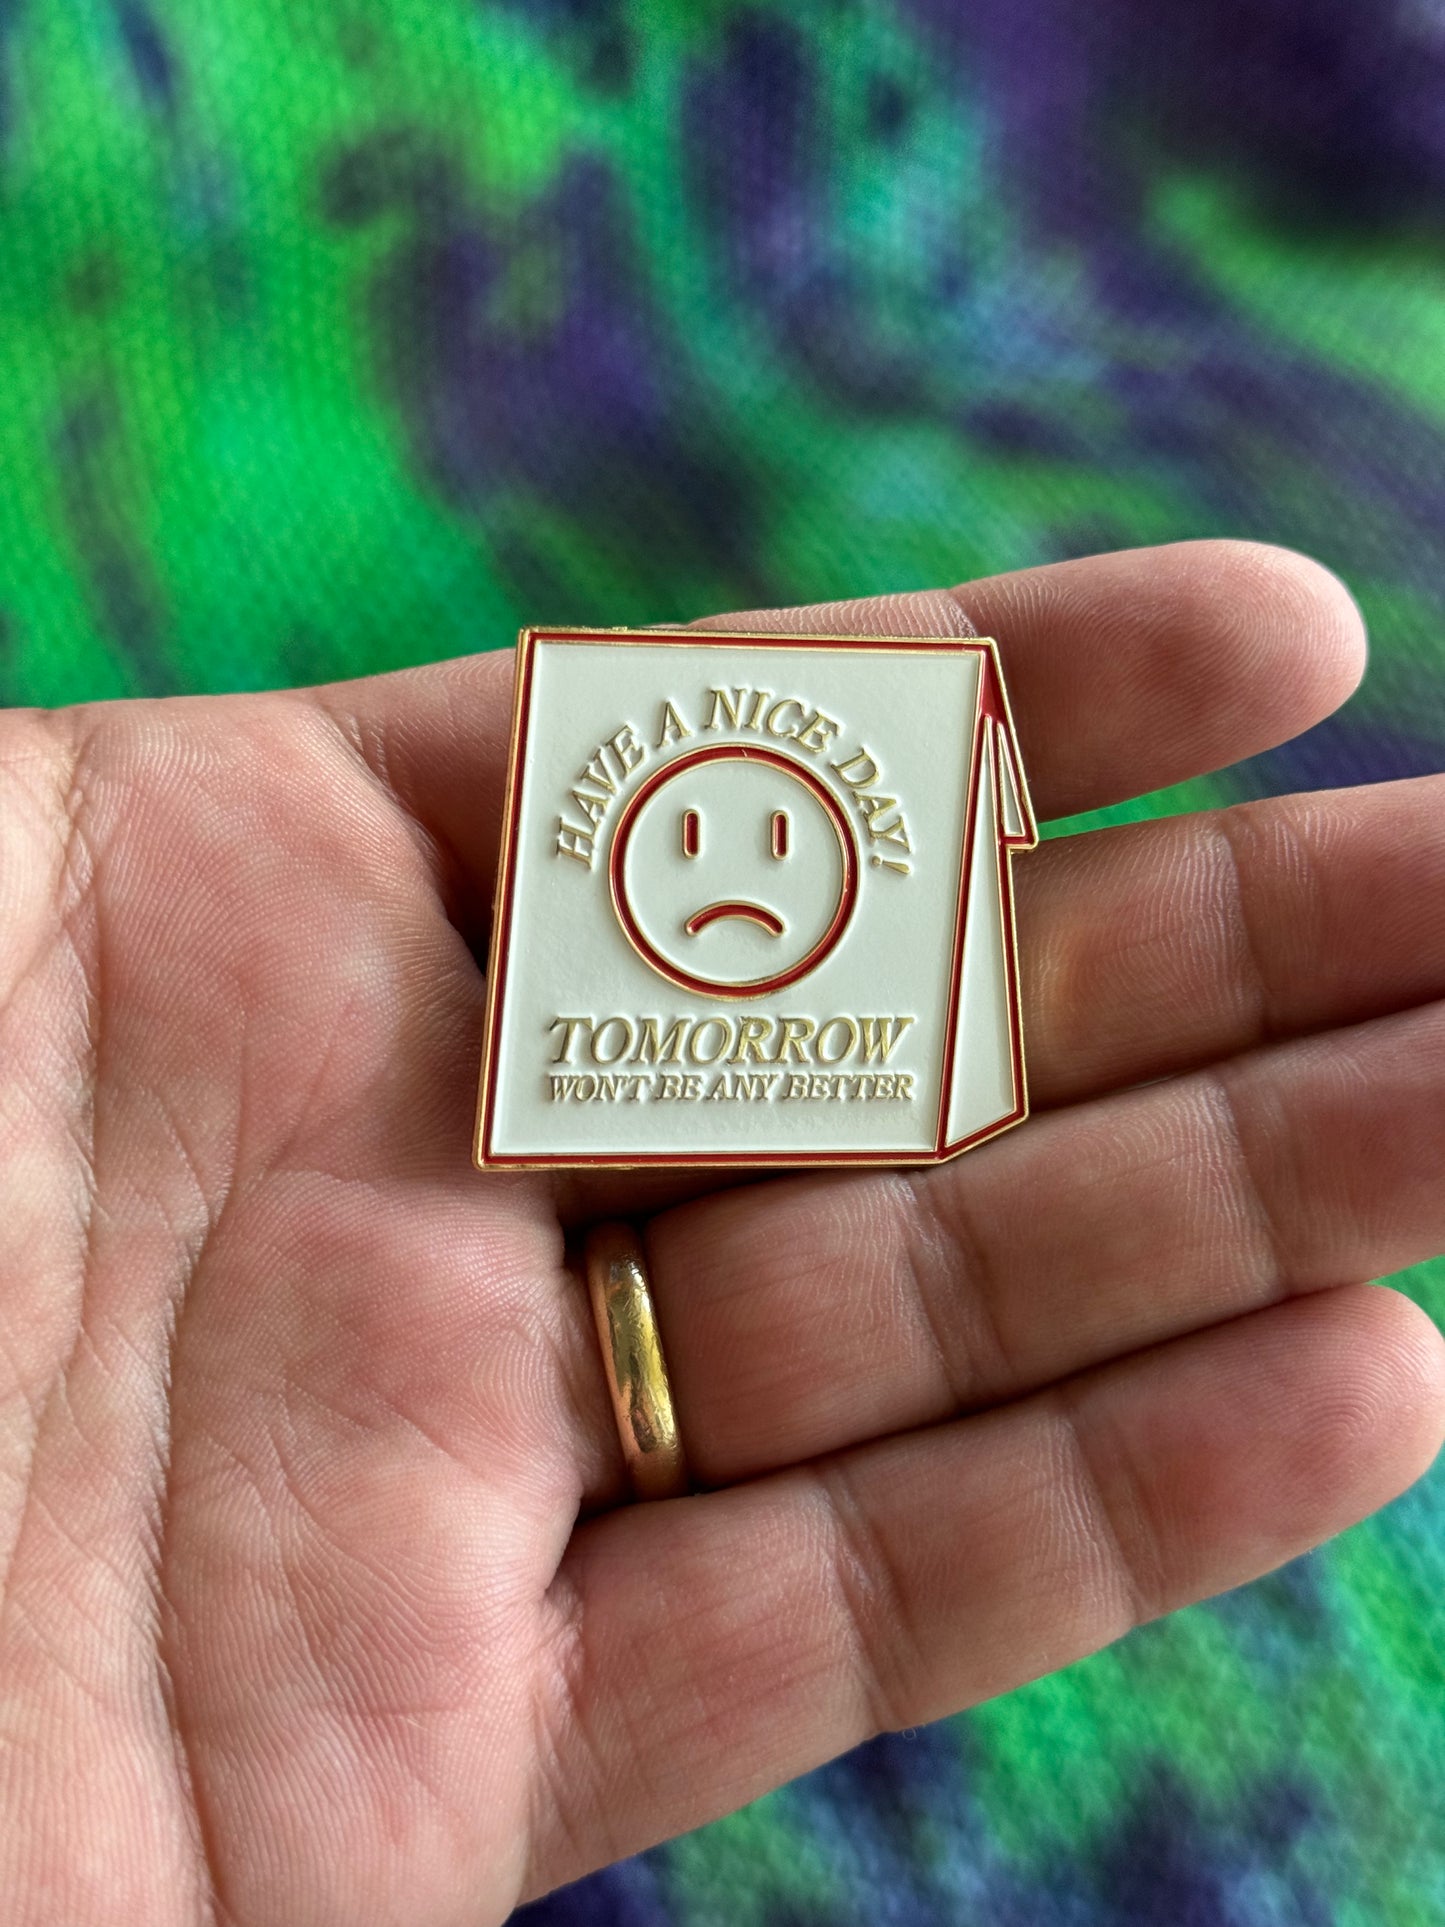 HAVE A NICE DAY!
TOMORROW
WON'T BE ANY BETTER